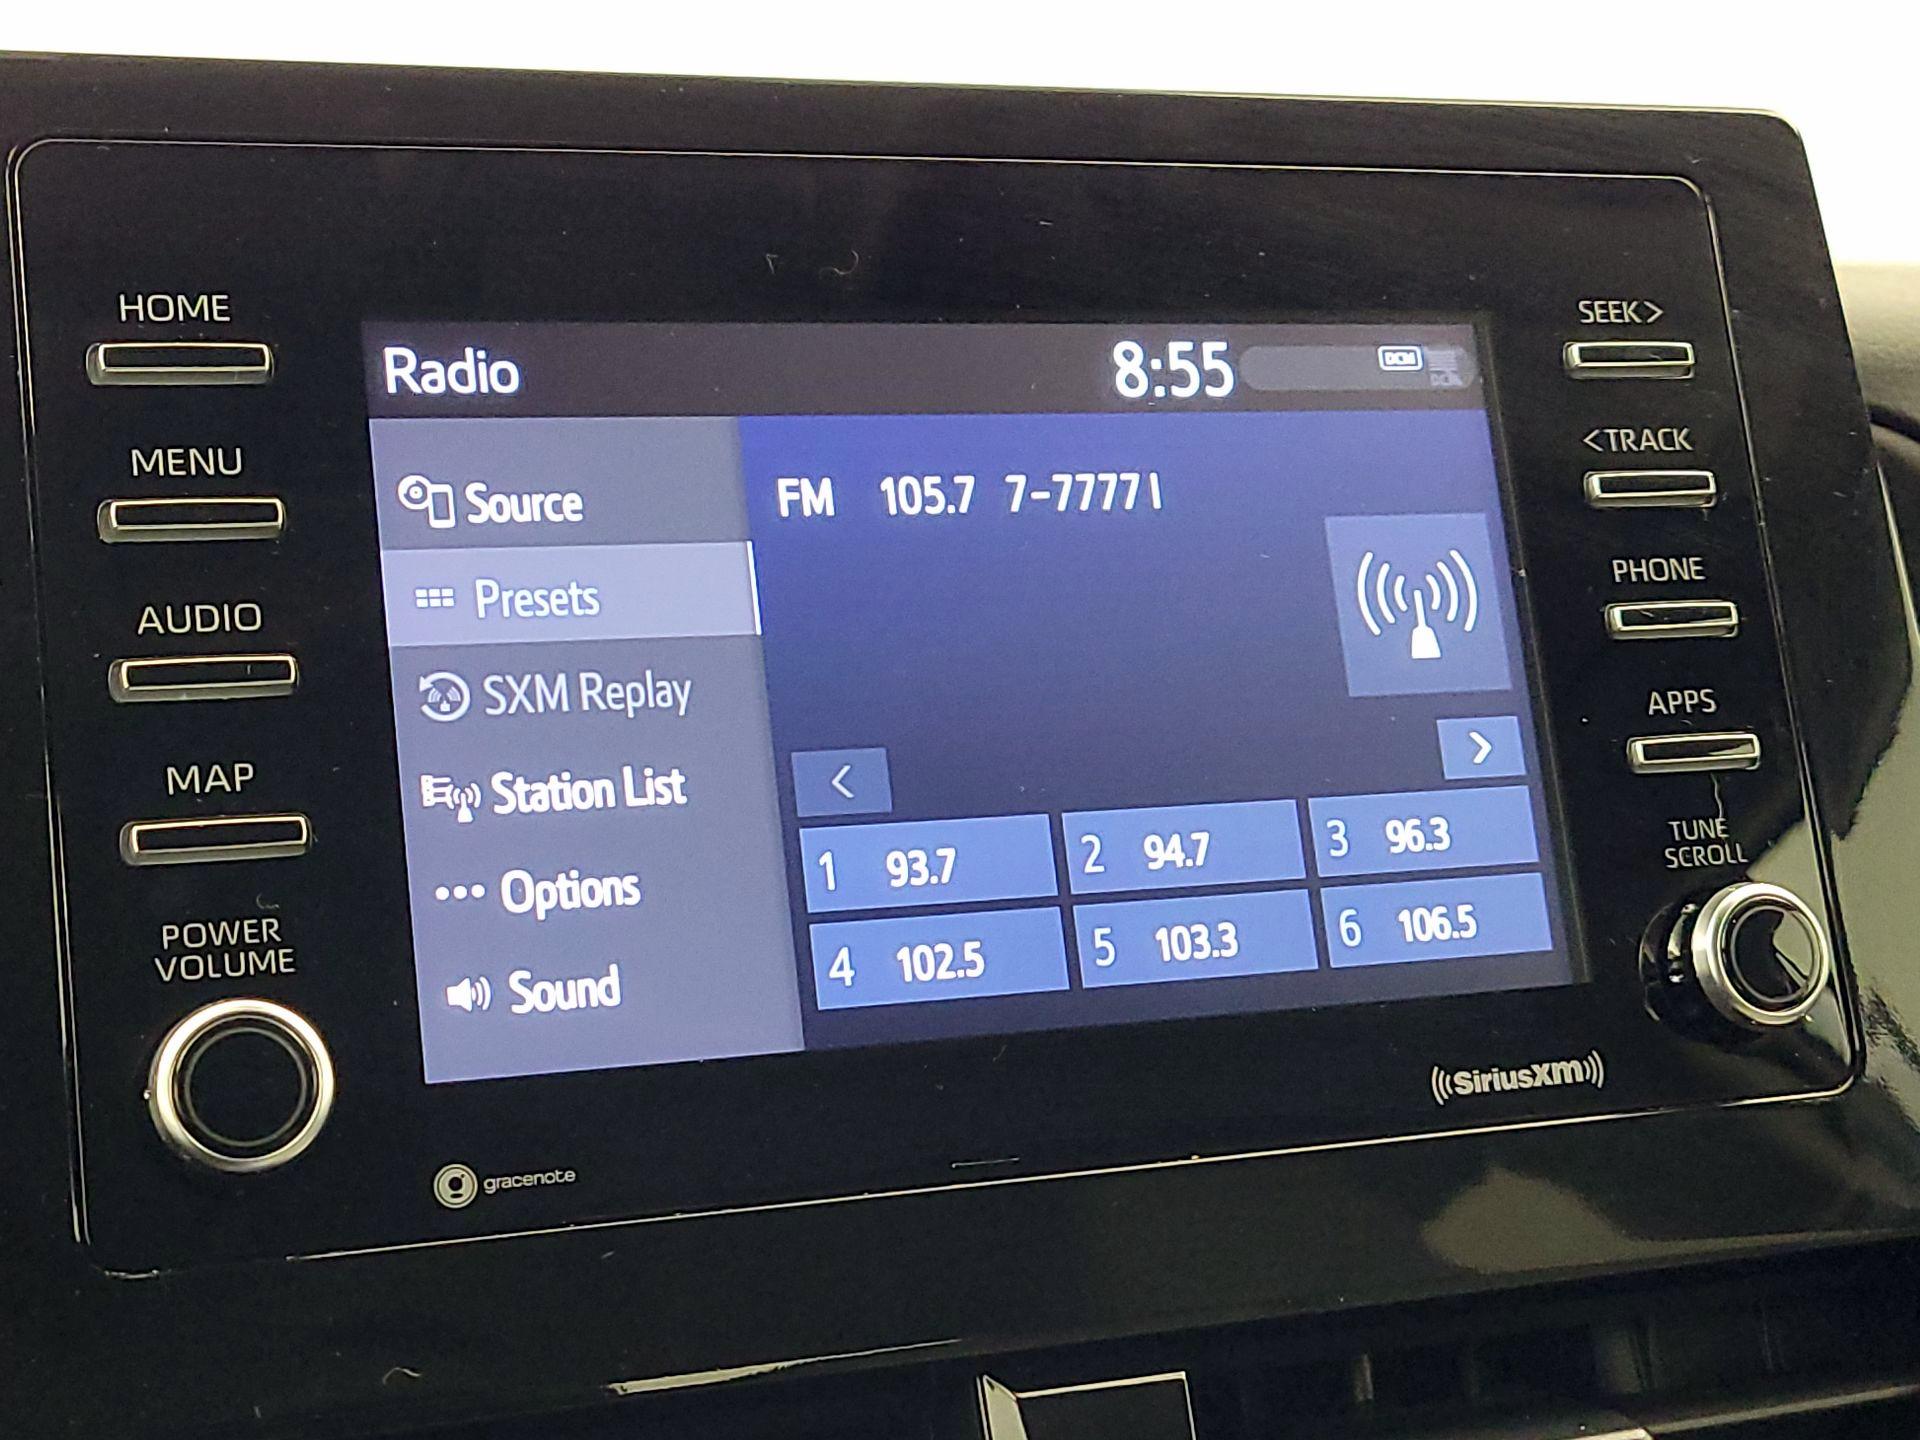 HOME
MENU
AUDIO
MAP
POWER
VOLUME
Radio
8:55
DCM
Source
Presets
SXM Replay
Station List
Options
Sound
FM 105.7 7-7777 |
<
>
1 93.7
2 94.7
3 96.3
4 102.5
5 103.3
6 106.5
SEEK>
<TRACK
PHONE
APPS
TUNE
SCROLL
gracenote
((SiriusXM))